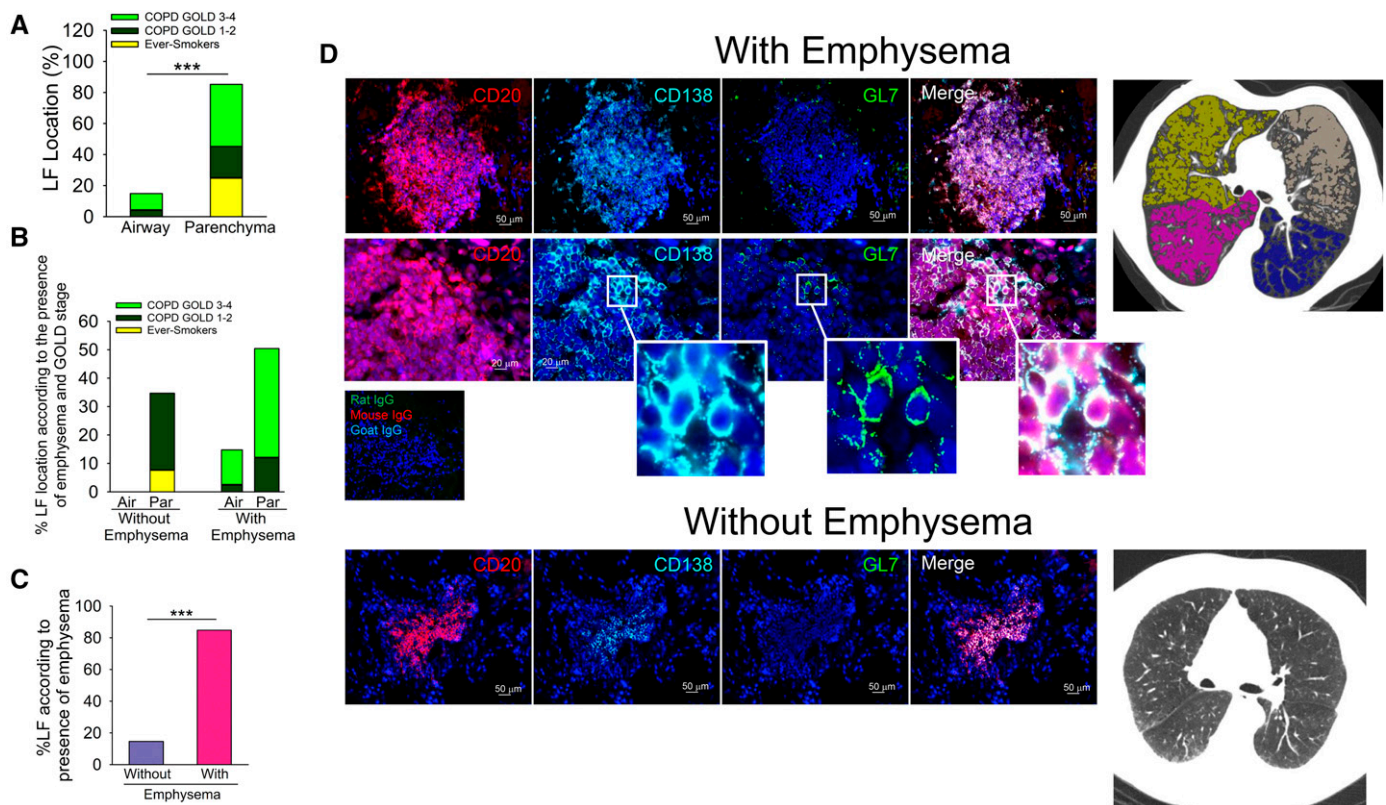 A
COPD GOLD 3-4
COPD GOLD 1-2
Ever-Smokers
LF Location (%)
120
100
80
60
40
20
0
***
Airway
Parenchyma
B
COPD GOLD 3-4
COPD GOLD 1-2
Ever-Smokers
% LF location according to the presence
of emphysema and GOLD stage
60
50
40
30
20
10
0
Air Par
Without
Emphysema
Air Par
With
Emphysema
C
%LF according to
presence of emphysema
100
80
60
40
20
0
***
Without
With
Emphysema
D
With Emphysema
CD20
50 µm
CD138
50 µm
GL7
50 µm
Merge
50 µm
CD20
20 µm
CD138
20 µm
GL7
20 µm
Merge
20 µm
Rat IgG
Mouse IgG
Goat IgG
Without Emphysema
CD20
50 µm
CD138
50 µm
GL7
50 µm
Merge
50 µm